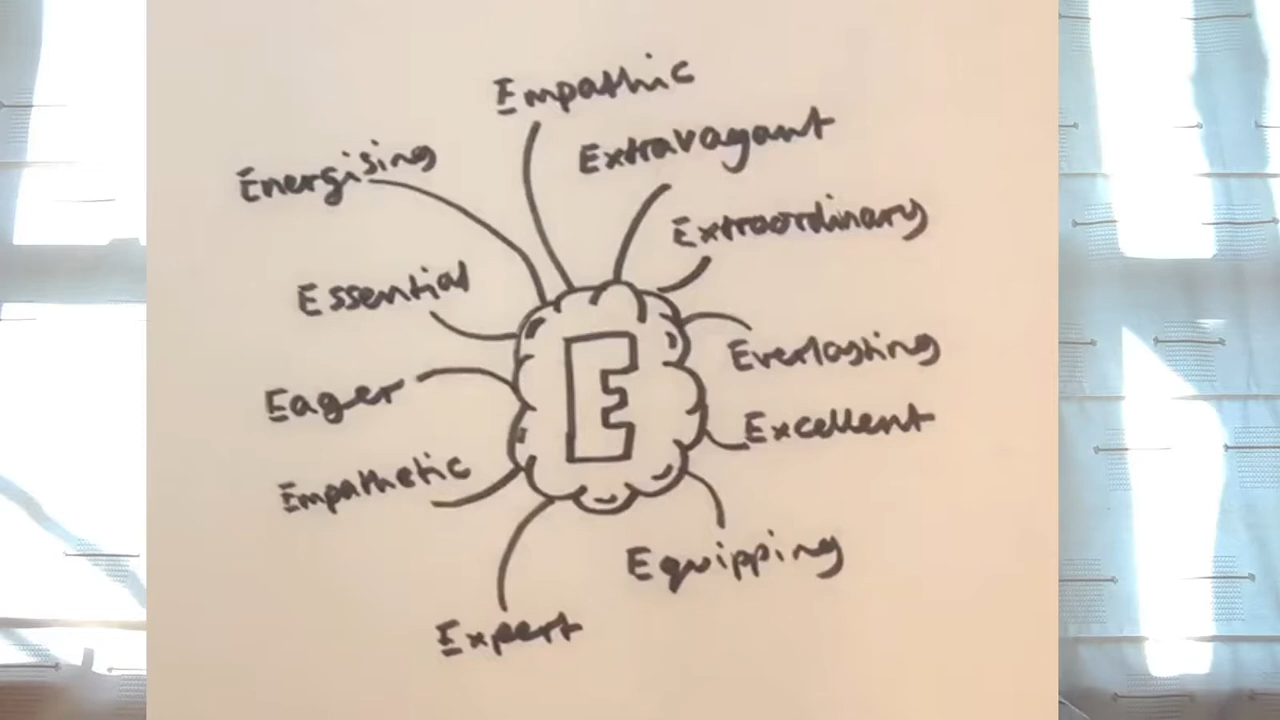 Empathic
Extravagant
Energising
Extraordinary
Essential
E
Everlasting
Eager
Excellent
Empathetic
Equipping
Expert